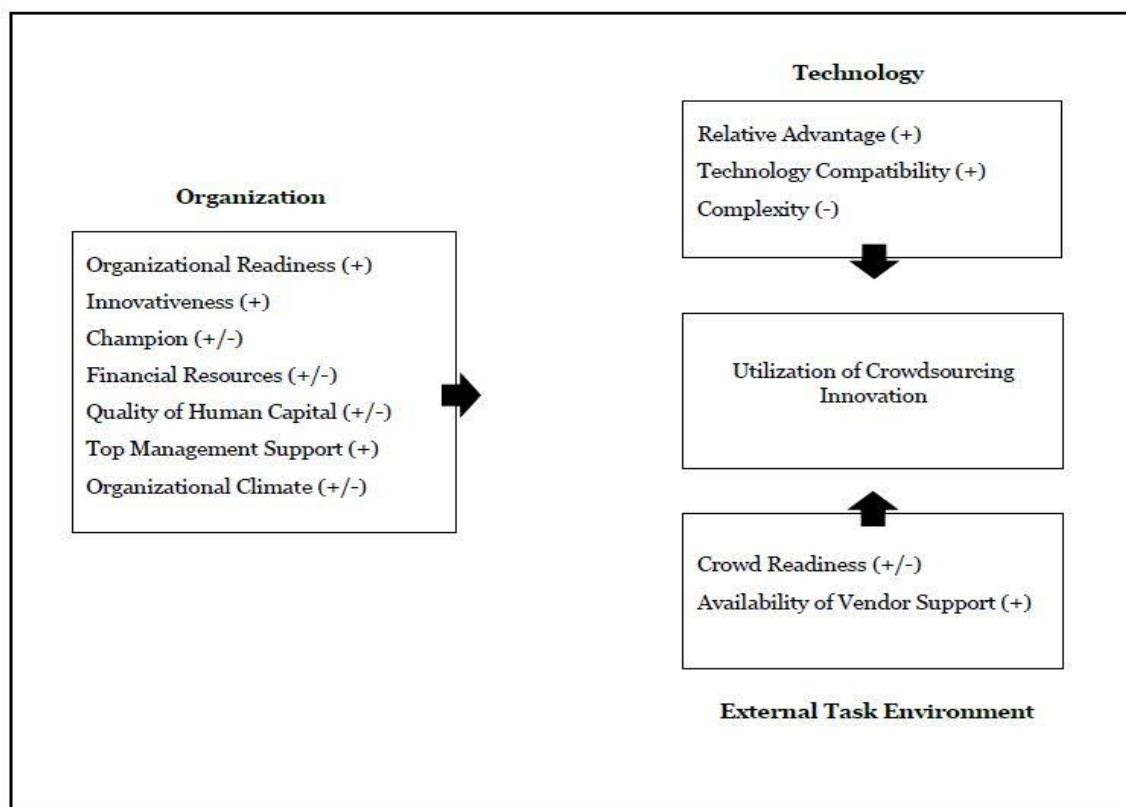 Organization
Organizational Readiness (+)
Innovativeness (+)
Champion (+/-)
Financial Resources (+/-)
Quality of Human Capital (+/-)
Top Management Support (+)
Organizational Climate (+/-)
Technology
Relative Advantage (+)
Technology Compatibility (+)
Complexity (-)
Utilization of Crowdsourcing
Innovation
Crowd Readiness (+/-)
Availability of Vendor Support (+)
External Task Environment